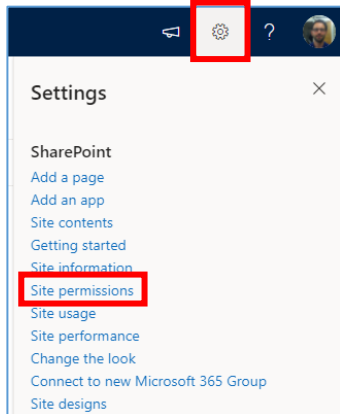 ?
Settings
SharePoint
Add a page
Add an app
Site contents
Getting started
Site information
Site permissions
Site usage
Site performance
Change the look
Connect to new Microsoft 365 Group
Site designs